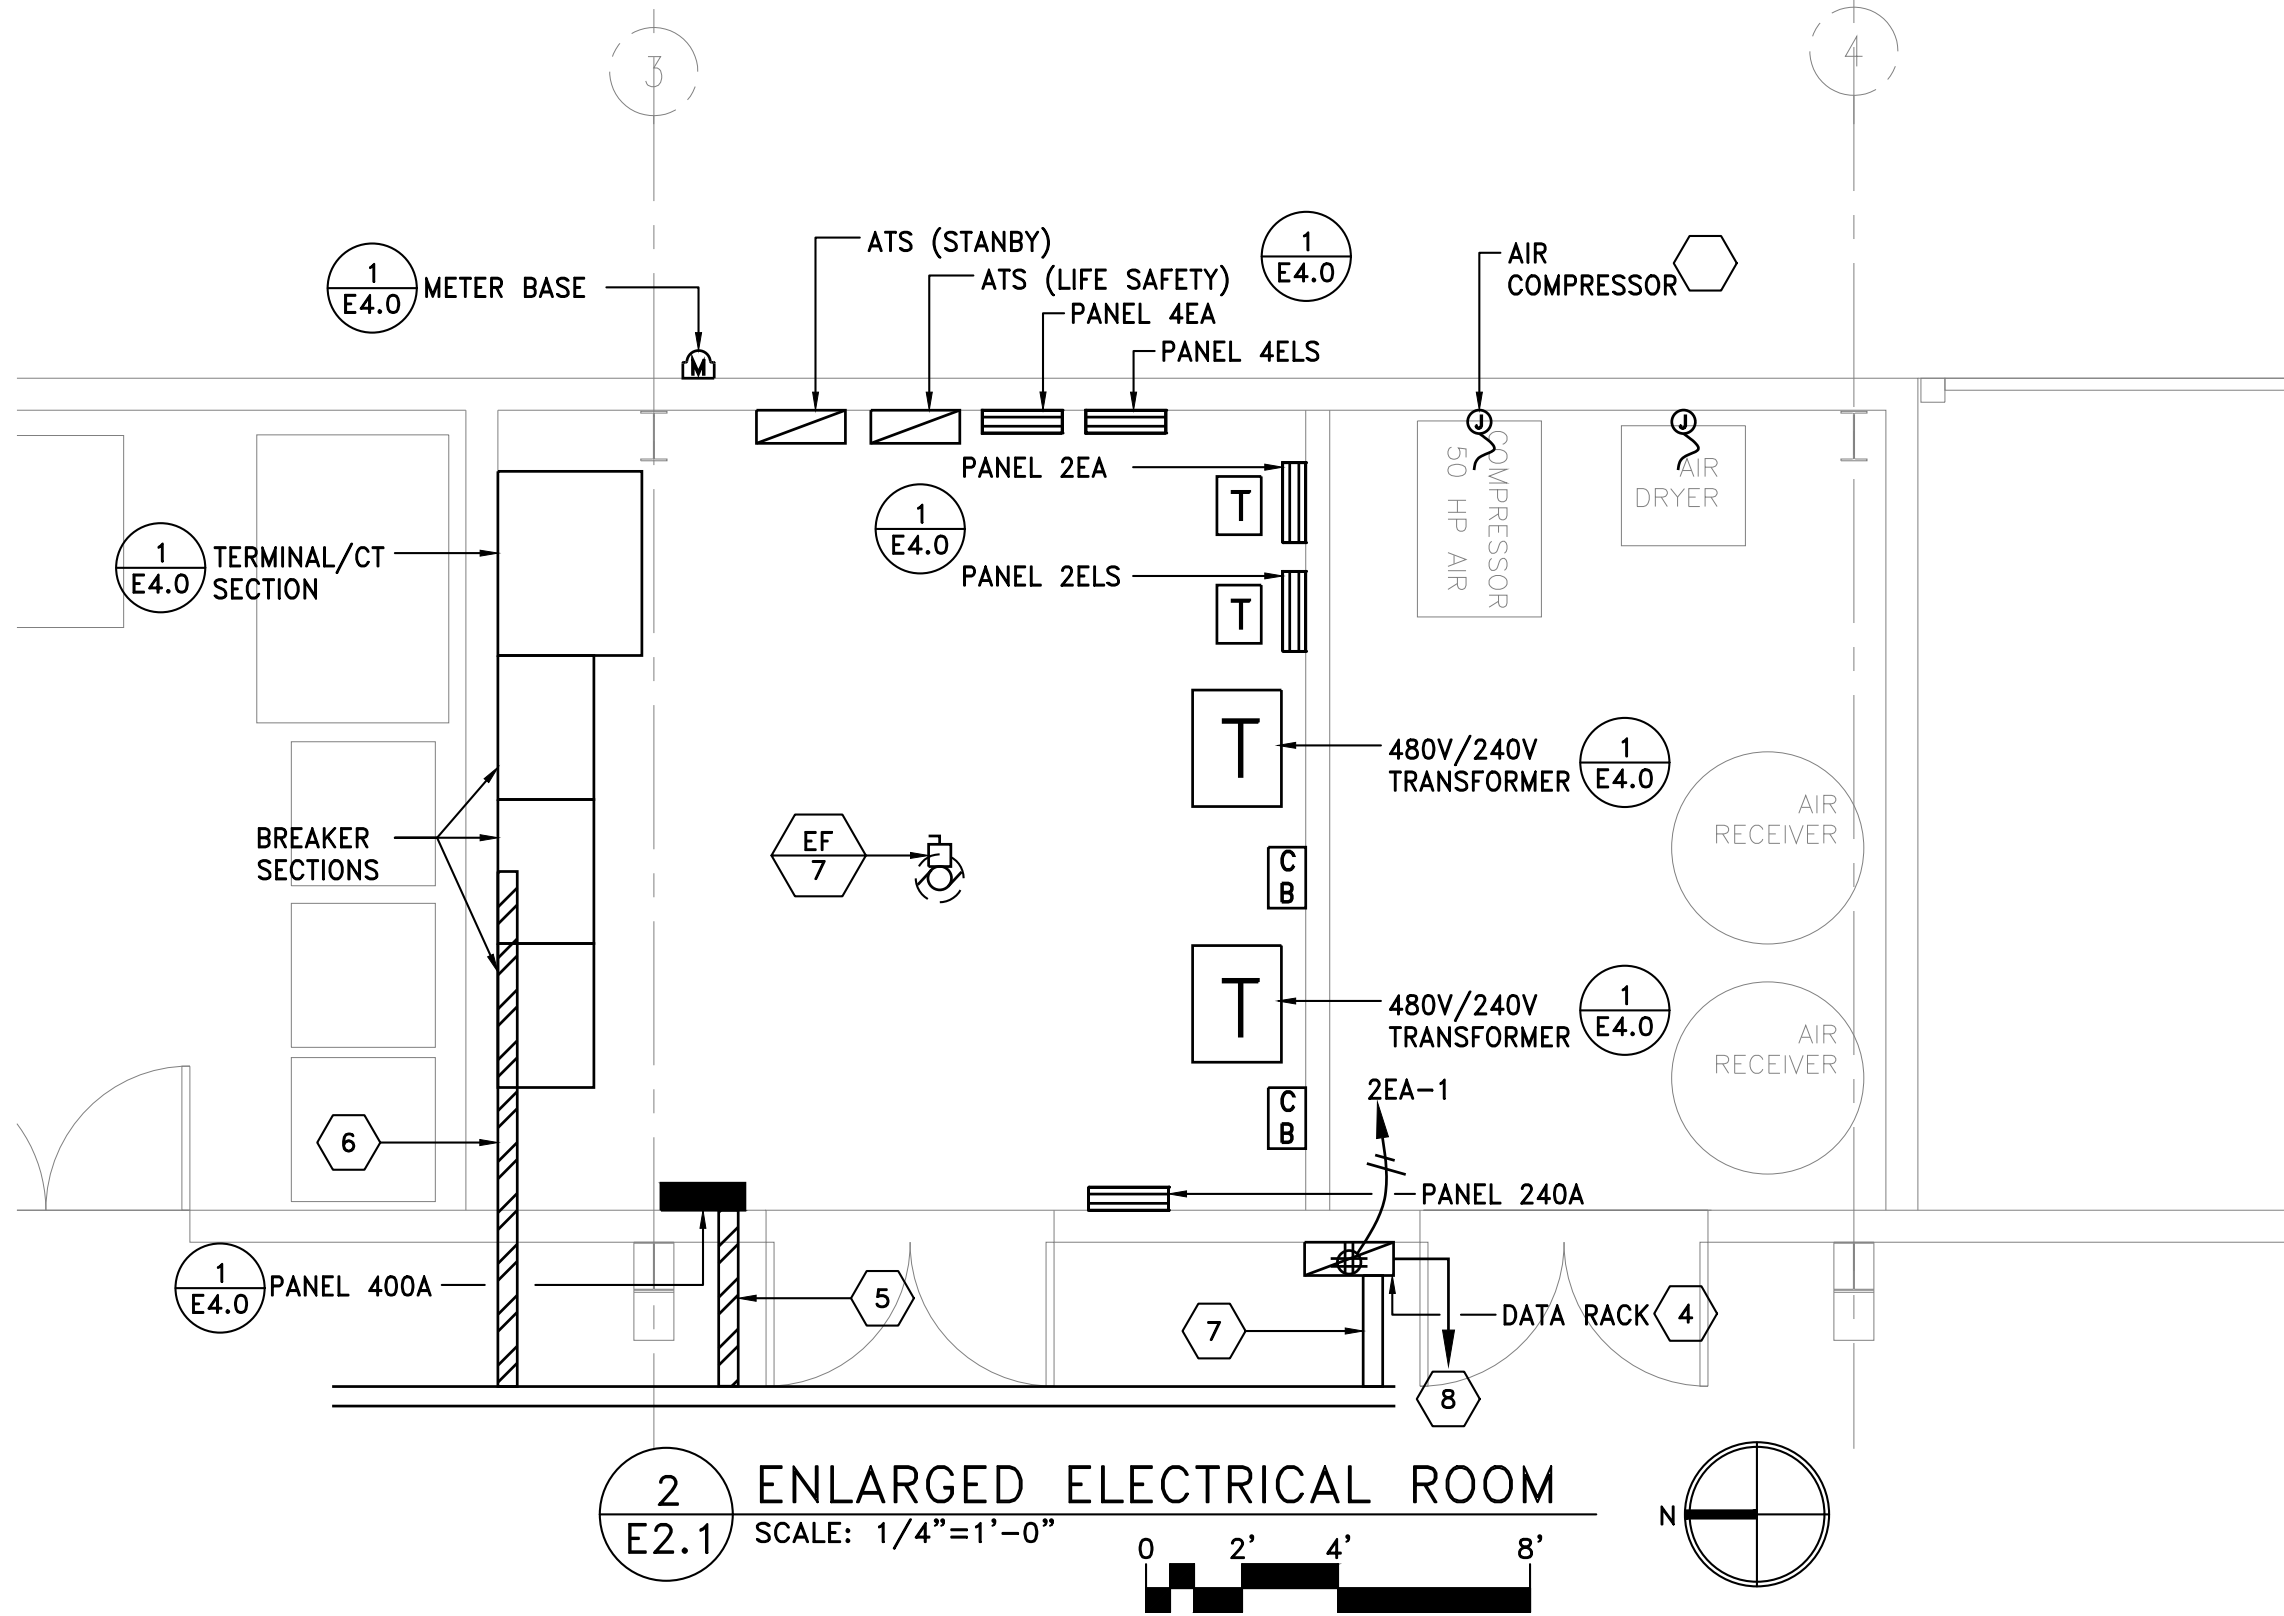 3
4
ATS (STANBY)
1
E4.0
METER BASE
ATS (LIFE SAFETY)
1
E4.0
PANEL 4EA
PANEL 4ELS
AIR
COMPRESSOR
M
J
J
PANEL 2EA
T
COMPRESSOR
50 HP AIR
AIR
DRYER
1
E4.0
TERMINAL/CT
SECTION
1
E4.0
PANEL 2ELS
T
T
480V/240V
TRANSFORMER
1
E4.0
AIR
RECEIVER
BREAKER
SECTIONS
EF
7
C
B
T
480V/240V
TRANSFORMER
1
E4.0
AIR
RECEIVER
2EA-1
C
B
6
PANEL 240A
1
E4.0
PANEL 400A
5
7
DATA RACK
4
8
2
E2.1
ENLARGED ELECTRICAL ROOM
SCALE: 1/4"=1'-0"
0 2' 4' 8'
N